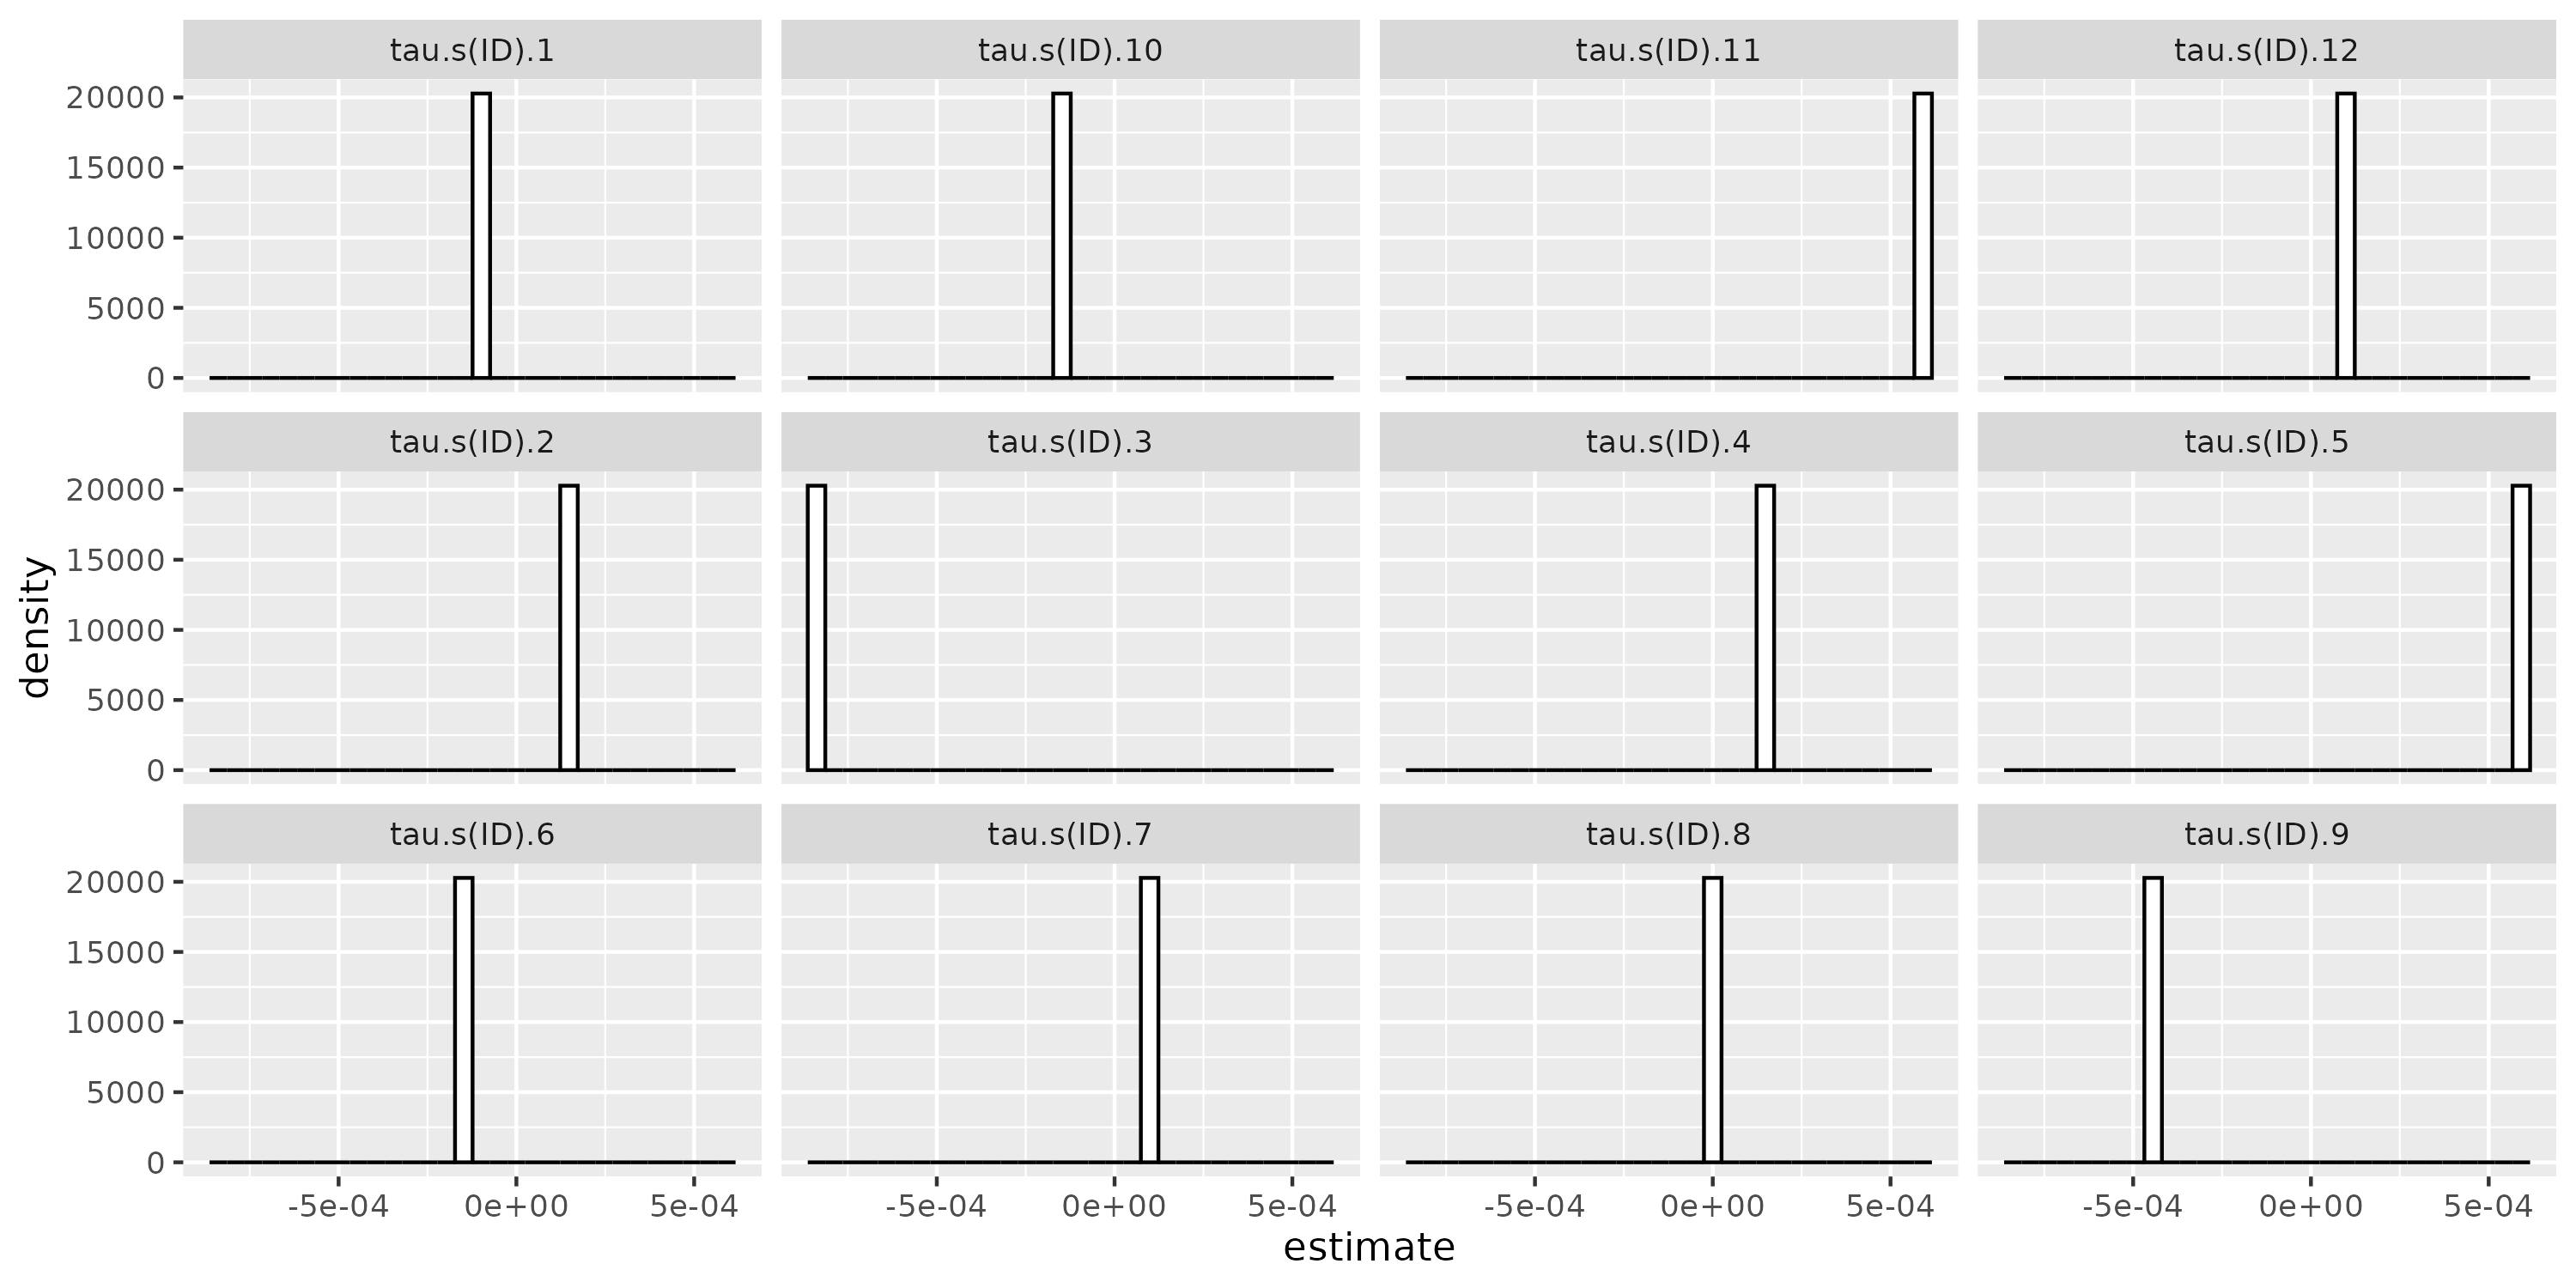 tau.s(ID).1 tau.s(ID).10 tau.s(ID).11 tau.s(ID).12
20000
15000
10000
5000
0
tau.s(ID).2 tau.s(ID).3 tau.s(ID).4 tau.s(ID).5
20000
15000
10000
5000
0
density
tau.s(ID).6 tau.s(ID).7 tau.s(ID).8 tau.s(ID).9
20000
15000
10000
5000
0
-5e-04 0e+00 5e-04 -5e-04 0e+00 5e-04 -5e-04 0e+00 5e-04 -5e-04 0e+00 5e-04
estimate